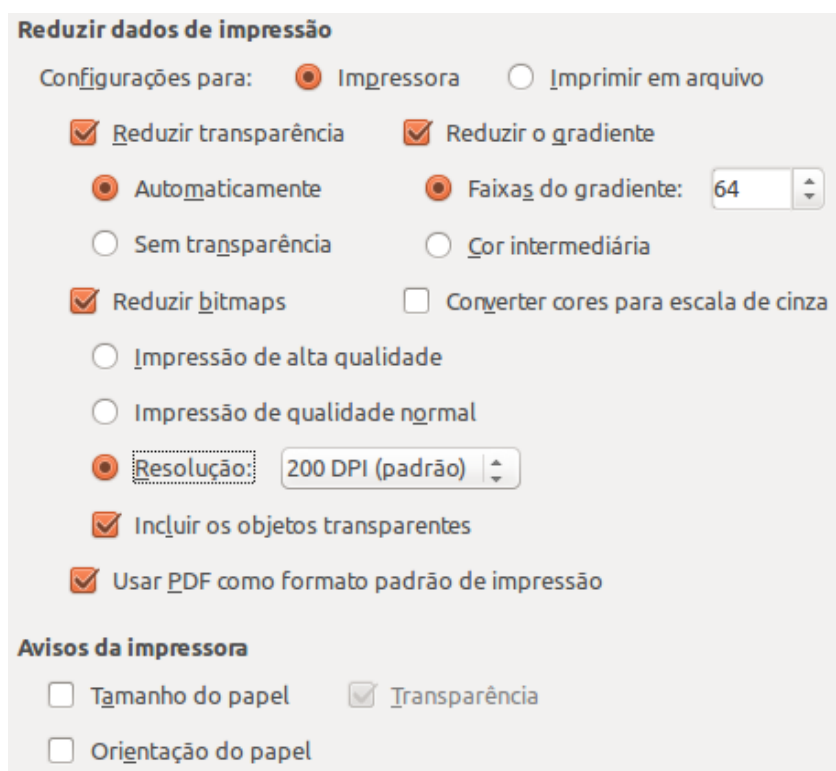 Reduzir dados de impressão
Configurações para: Impressora Imprimir em arquivo
Reduzir transparência Reduzir o gradiente
Automaticamente Faixas do gradiente: 64
Sem transparência Cor intermediária
Reduzir bitmaps Converter cores para escala de cinza
Impressão de alta qualidade
Impressão de qualidade normal
Resolução: 200 DPI (padrão)
Incluir os objetos transparentes
Usar PDF como formato padrão de impressão
Avisos da impressora
Tamanho do papel Transparência
Orientação do papel